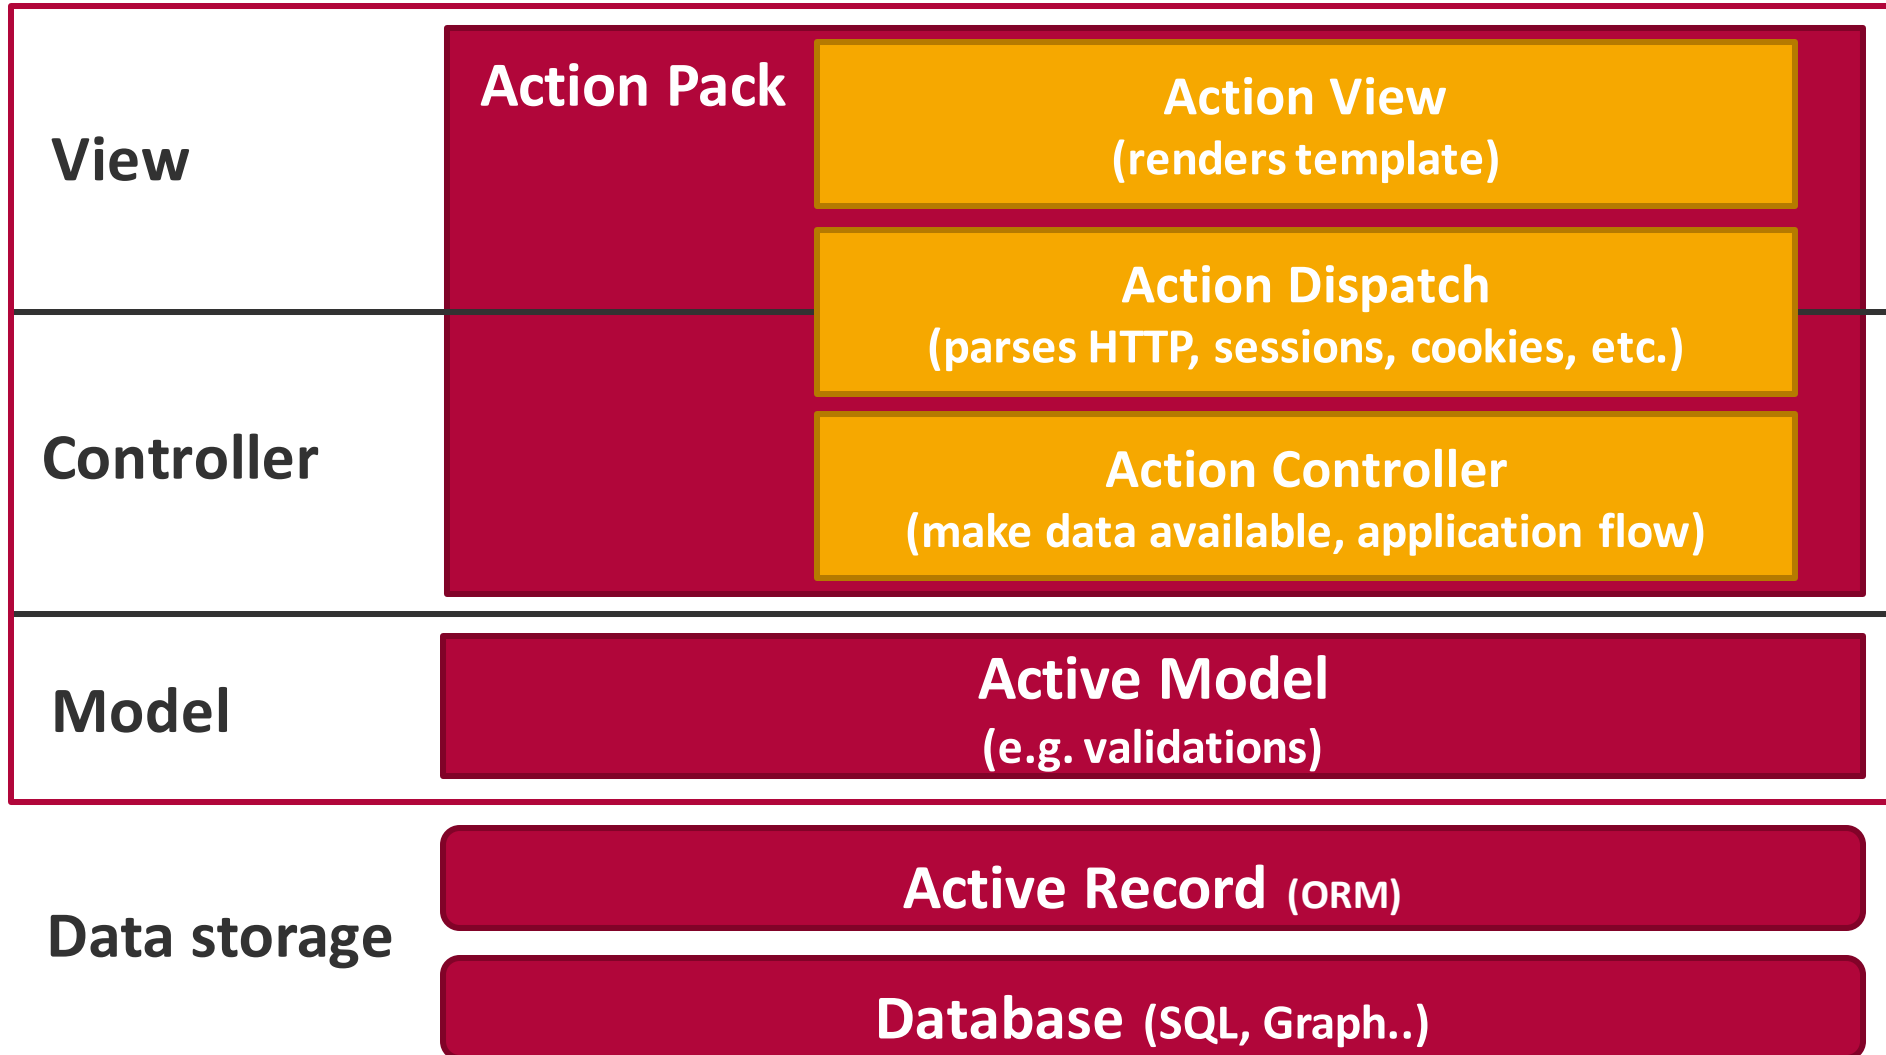 View
Action Pack
Action View
(renders template)
Action Dispatch
(parses HTTP, sessions, cookies, etc.)
Controller
Action Controller
(make data available, application flow)
Model
Active Model
(e.g. validations)
Data storage
Active Record (ORM)
Database (SQL, Graph..)